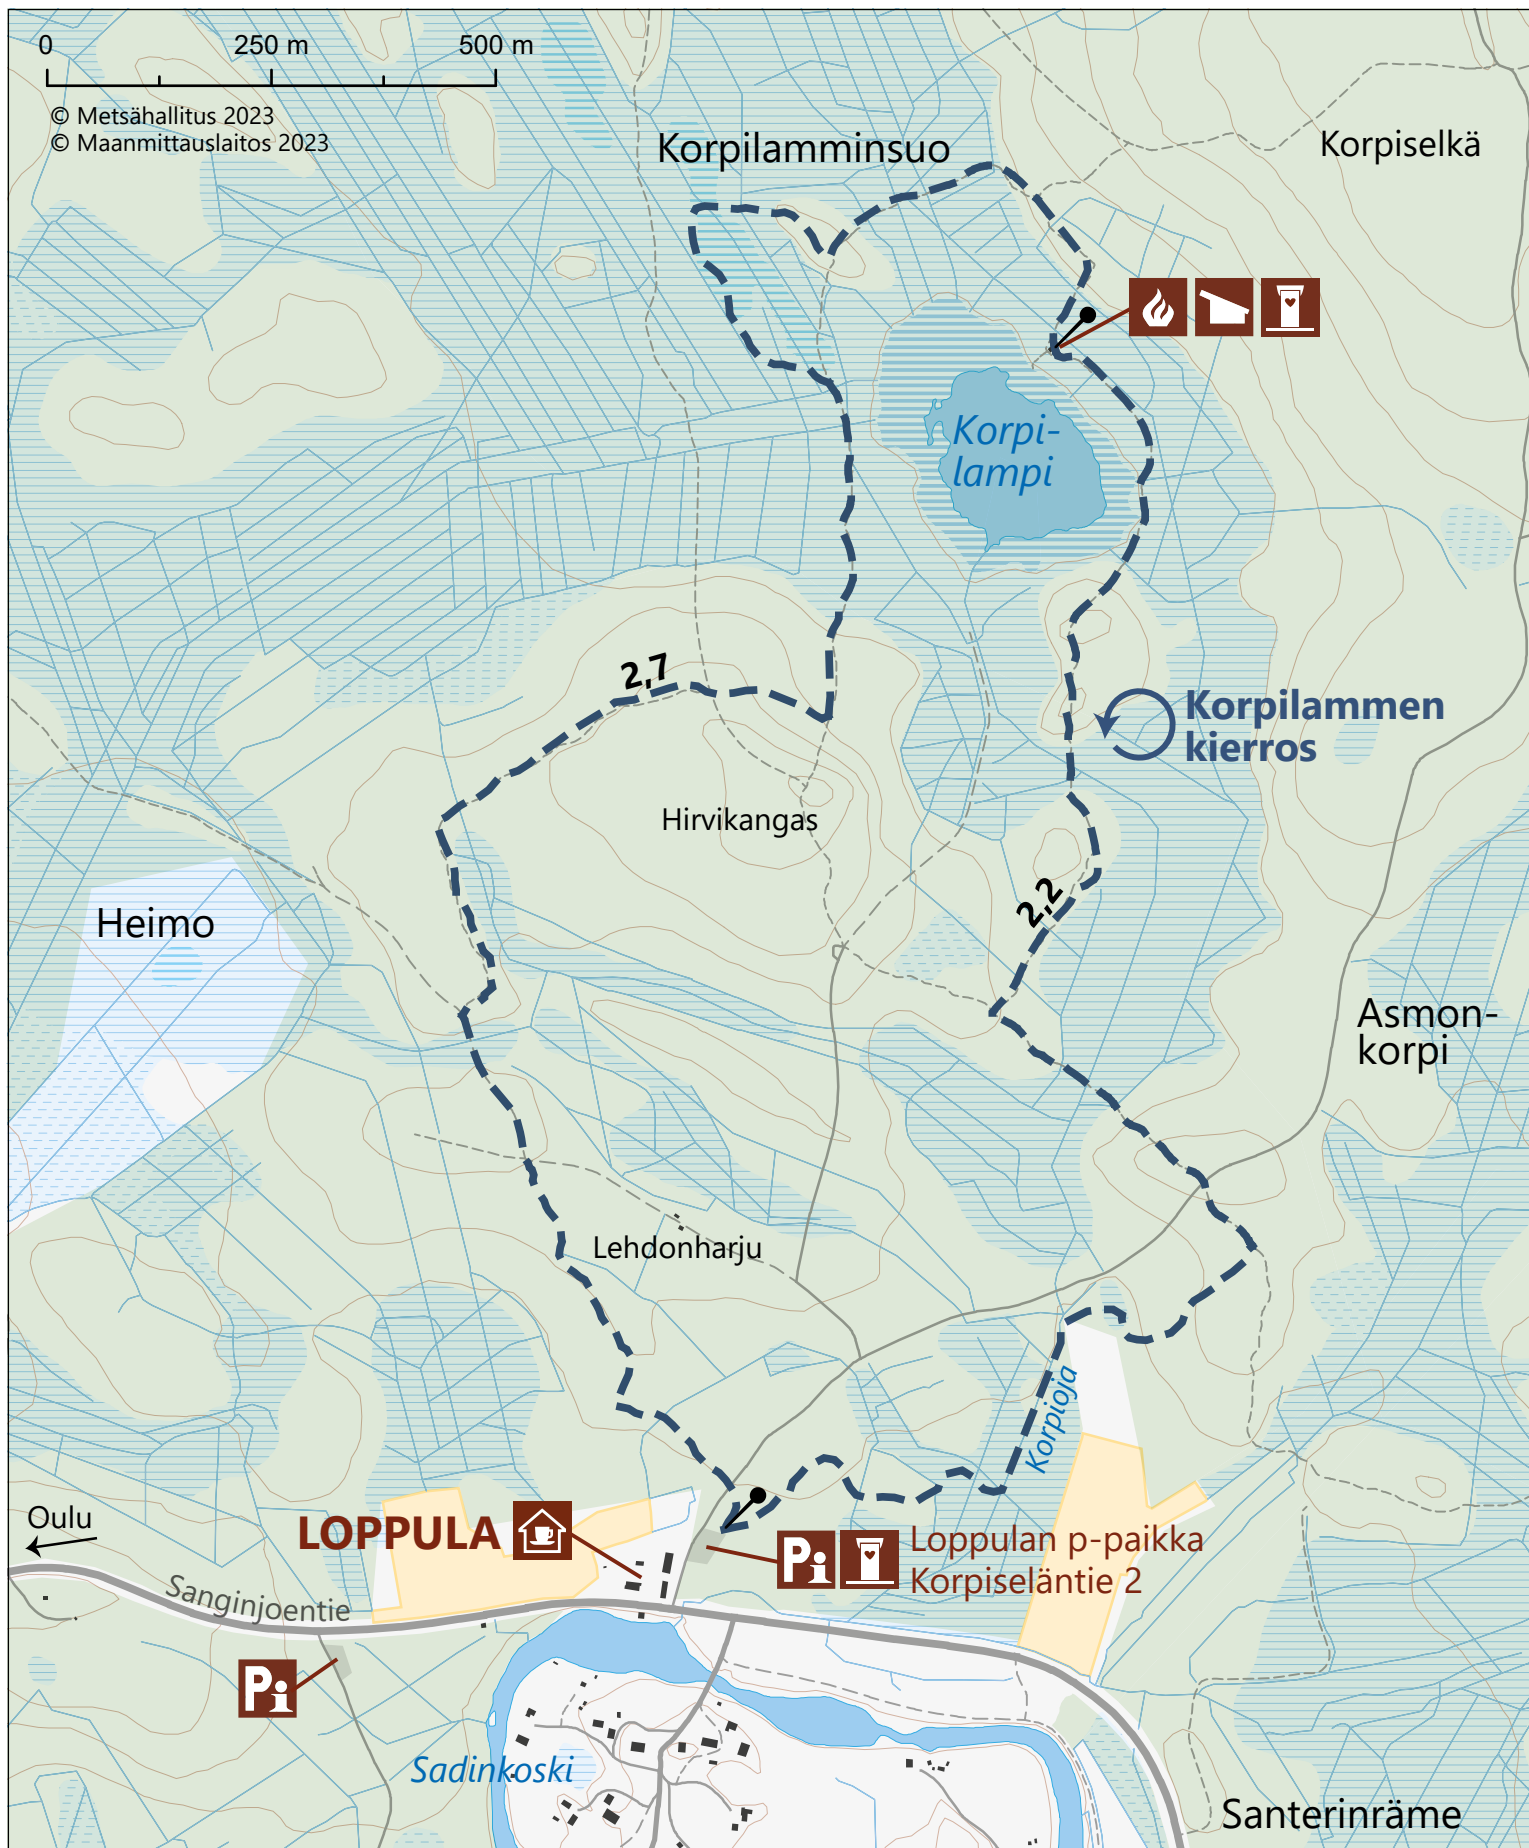 0 250 m 500 m
© Metsähallitus 2023
© Maanmittauslaitos 2023
Korpilamminsuo
Korpiselkä
Korpi-
lampi
2,7
Korpilammen
kierros
Hirvikangas
2,2
Heimo
Asmon-
korpi
Lehdonharju
Korpioja
Oulu
LOPPULA
P i
Loppulan p-paikka
Korpiseläntie 2
Sanginjoentie
P i
Sadinkoski
Santerinräme